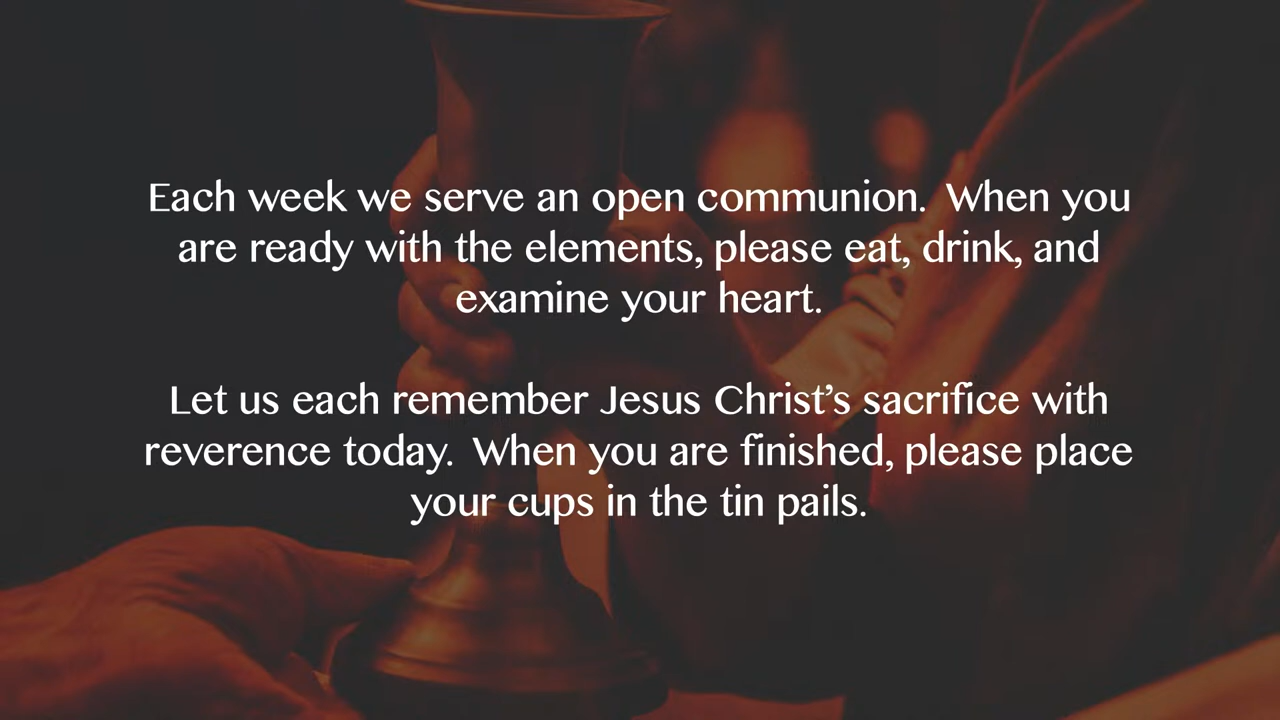 Each week we serve an open communion.  When you
are ready with the elements, please eat, drink, and
examine your heart.
Let us each remember Jesus Christ’s sacrifice with
reverence today.  When you are finished, please place
your cups in the tin pails.